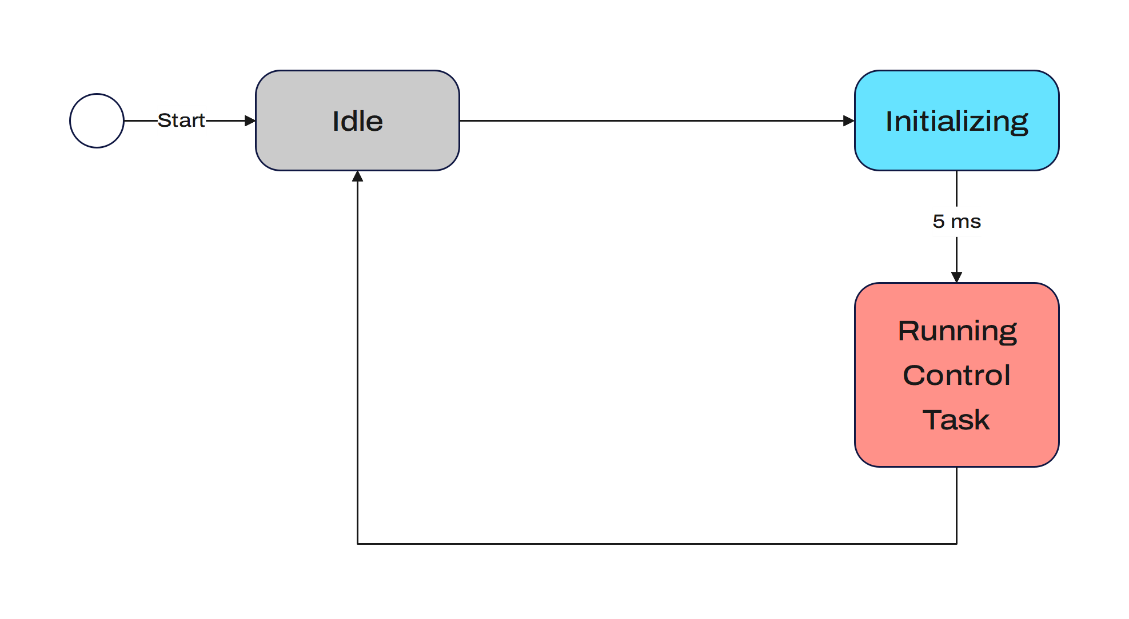 Start
Idle
Initializing
5 ms
Running
Control
Task